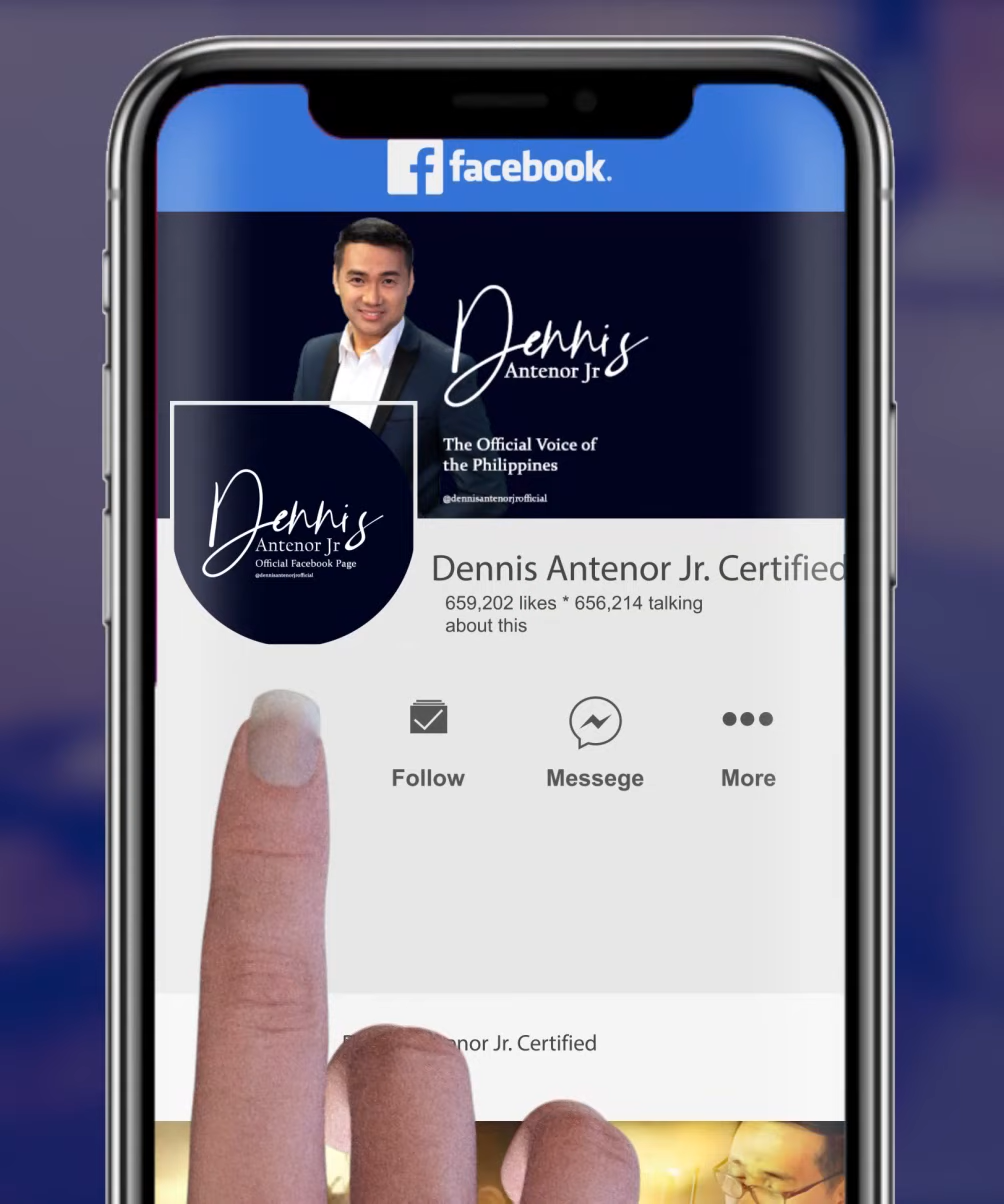 facebook.
Dennis
Antenor Jr
The Official Voice of
the Philippines
@dennisantenorjrofficial
Dennis
Antenor Jr
Official Facebook Page
@dennisantenorjrofficial
Dennis Antenor Jr. Certified
659,202 likes * 656,214 talking
about this
Follow
Messege
More
Jr. Certified